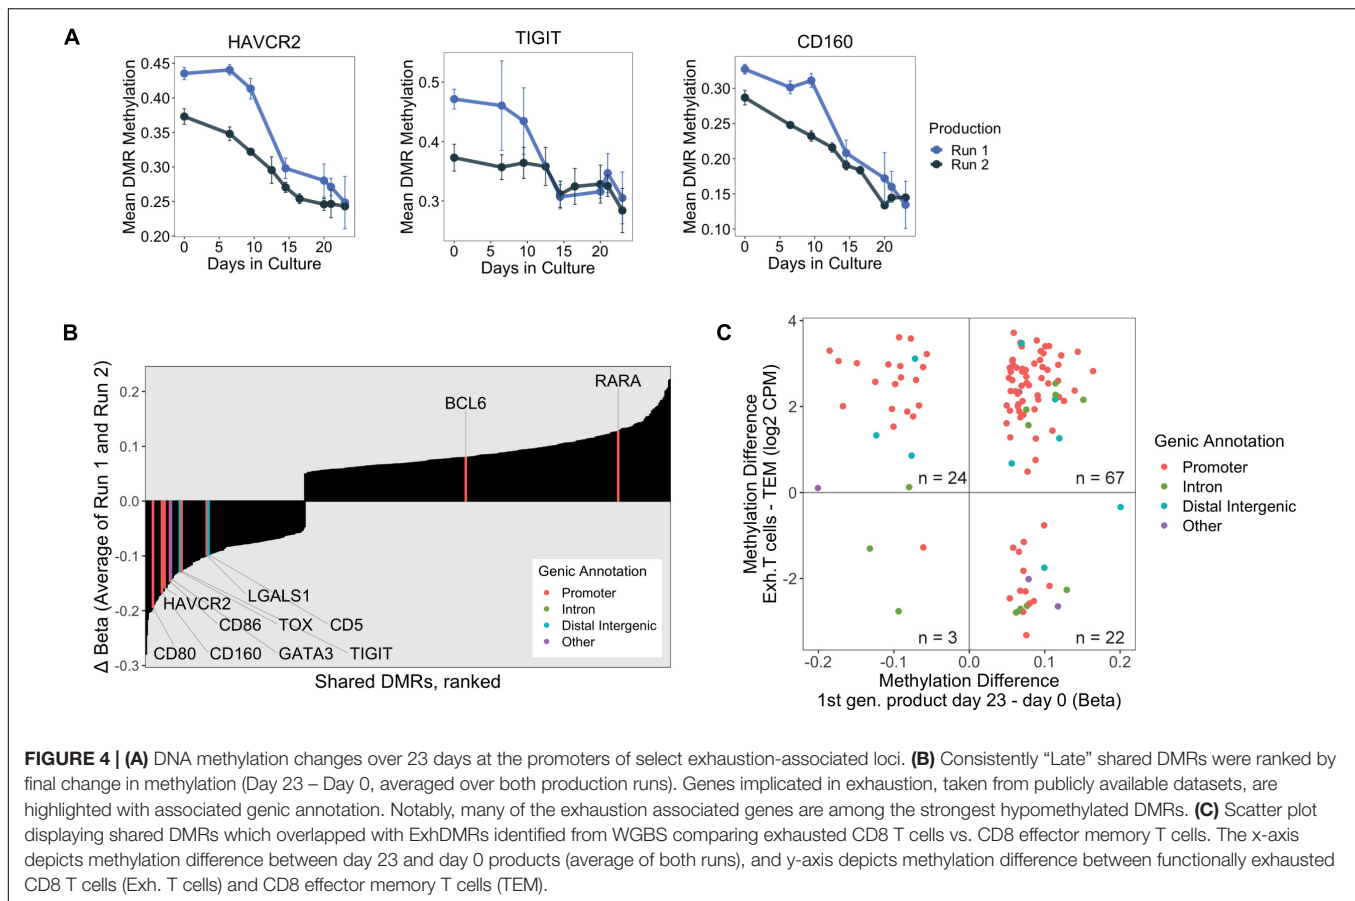 A
HAVCR2
TIGIT
CD160
Mean DMR Methylation
0.45
0.40
0.35
0.30
0.25
0.20
0 5 10 15 20
Days in Culture
Mean DMR Methylation
0.5
0.4
0.3
0 5 10 15 20
Days in Culture
Mean DMR Methylation
0.30
0.25
0.20
0.15
0.10
0 5 10 15 20
Days in Culture
Production
Run 1
Run 2
B
Δ Beta (Average of Run 1 and Run 2)
0.2
0.1
0.0
-0.1
-0.2
-0.3
RARA
BCL6
HAVCR2
LGALS1
CD86
TOX
CD5
CD80
CD160
GATA3
TIGIT
Genic Annotation
Promoter
Intron
Distal Intergenic
Other
Shared DMRs, ranked
C
Methylation Difference
Exh.T cells - TEM (log2 CPM)
4
2
0
-2
n = 24
n = 67
n = 3
n = 22
-0.2 -0.1 0.0 0.1 0.2
Methylation Difference
1st gen. product day 23 - day 0 (Beta)
Genic Annotation
Promoter
Intron
Distal Intergenic
Other
FIGURE 4 | (A) DNA methylation changes over 23 days at the promoters of select exhaustion-associated loci. (B) Consistently “Late” shared DMRs were ranked by
final change in methylation (Day 23 – Day 0, averaged over both production runs). Genes implicated in exhaustion, taken from publicly available datasets, are
highlighted with associated genic annotation. Notably, many of the exhaustion associated genes are among the strongest hypomethylated DMRs. (C) Scatter plot
displaying shared DMRs which overlapped with ExhDMRs identified from WGBS comparing exhausted CD8 T cells vs. CD8 effector memory T cells. The x-axis
depicts methylation difference between day 23 and day 0 products (average of both runs), and y-axis depicts methylation difference between functionally exhausted
CD8 T cells (Exh. T cells) and CD8 effector memory T cells (TEM).